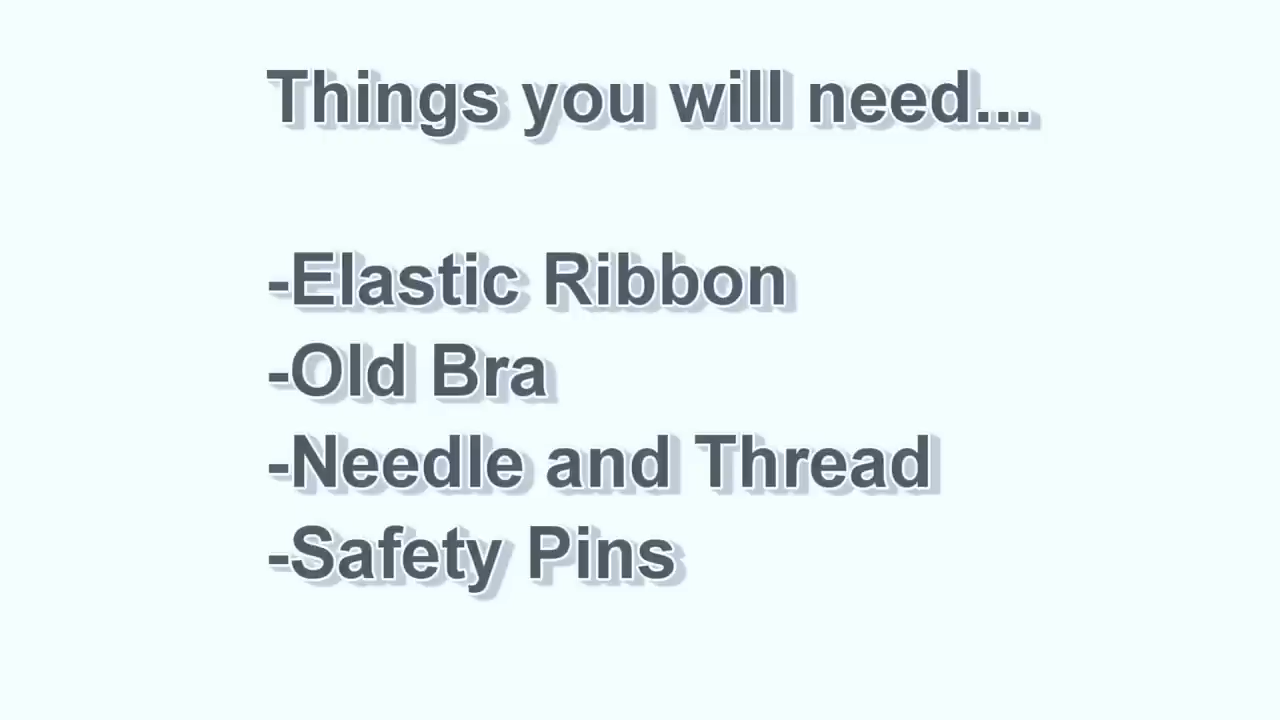 Things you will need...
-Elastic Ribbon
-Old Bra
-Needle and Thread
-Safety Pins